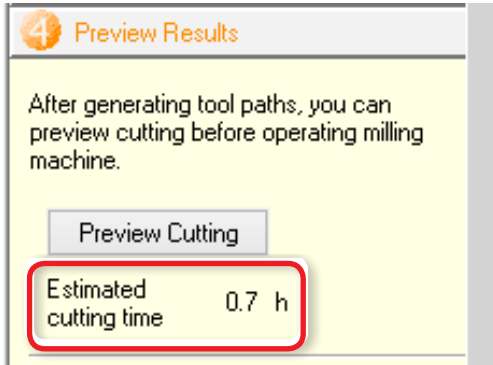 4 Preview Results
After generating tool paths, you can
preview cutting before operating milling
machine.
Preview Cutting
Estimated
cutting time 0.7 h